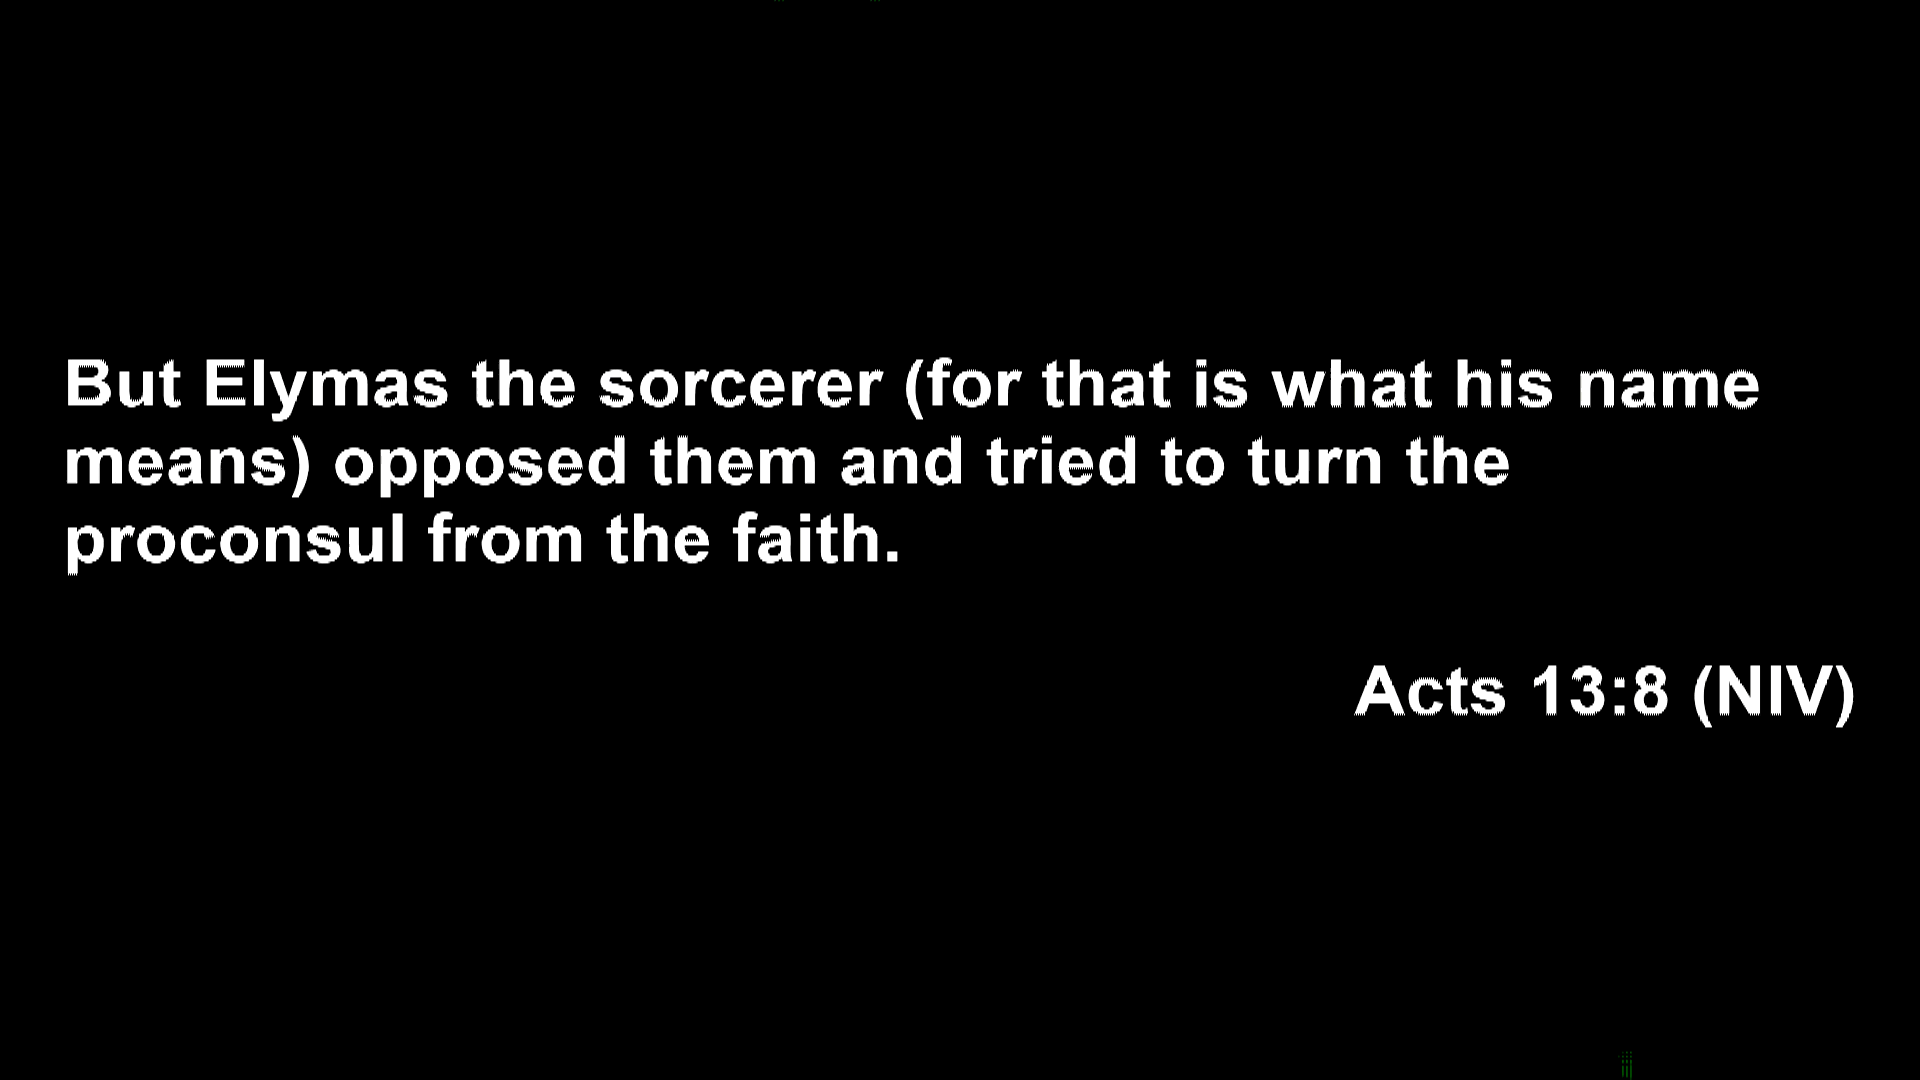 But Elymas the sorcerer (for that is what his name
means) opposed them and tried to turn the
proconsul from the faith.
Acts 13:8 (NIV)